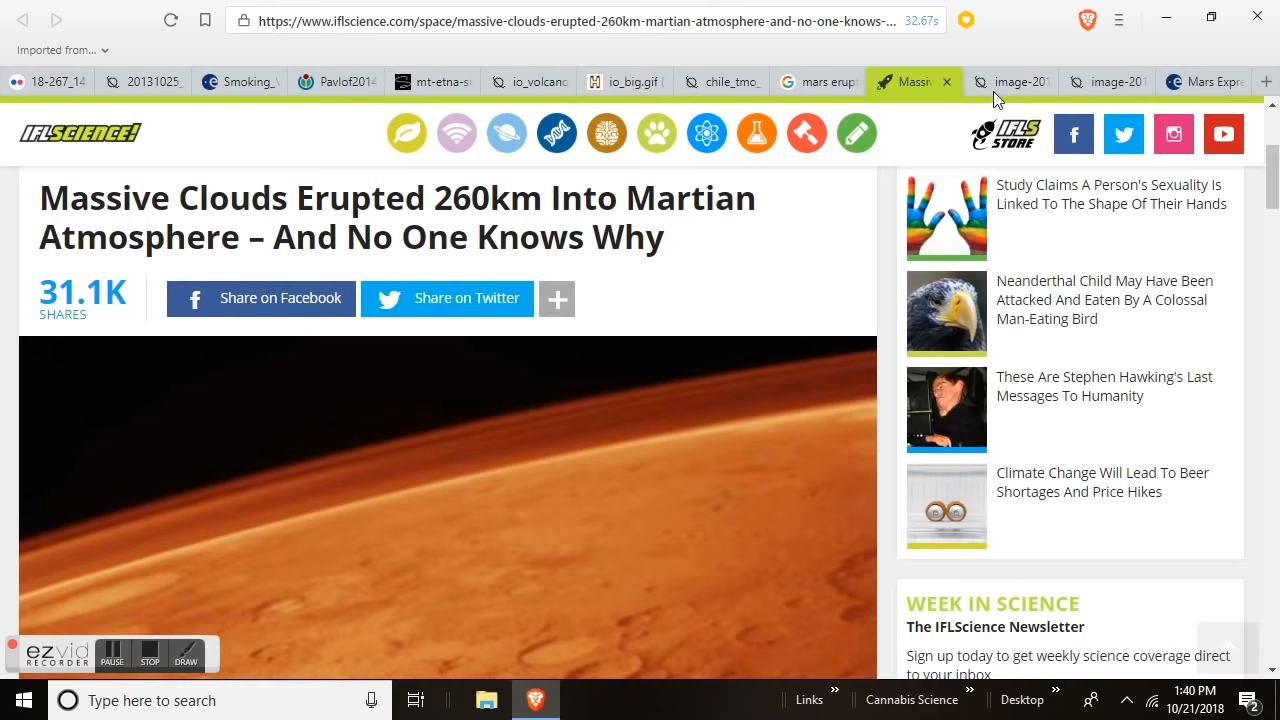 https://www.iflscience.com/space/massive-clouds-erupted-260km-martian-atmosphere-and-no-one-knows-... 32.67s
Imported from...
18-267_14 20131025_ Smoking_\ Pavlof2014 mt-etna-s io_volcano io_big.gif ( chile_tmo_ mars erupt Massiv image-201 image-201 Mars Expre
IFLSCIENCE!
IFLS
STORE
Massive Clouds Erupted 260km Into Martian
Atmosphere – And No One Knows Why
31.1K
SHARES
Share on Facebook
Share on Twitter
Study Claims A Person's Sexuality Is
Linked To The Shape Of Their Hands
Neanderthal Child May Have Been
Attacked And Eaten By A Colossal
Man-Eating Bird
These Are Stephen Hawking's Last
Messages To Humanity
Climate Change Will Lead To Beer
Shortages And Price Hikes
WEEK IN SCIENCE
The IFLScience Newsletter
Sign up today to get weekly science coverage direct
to your inbox
ezvid
RECORDER
PAUSE STOP DRAW
Type here to search
Links
Cannabis Science
Desktop
1:40 PM
10/21/2018
2